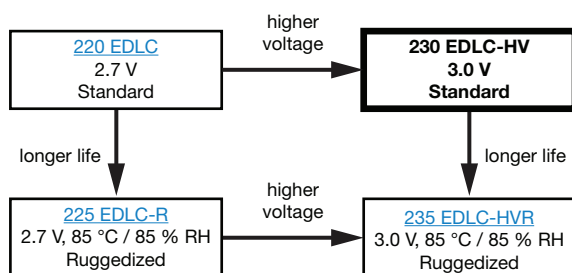 220 EDLC
2.7 V
Standard
higher
voltage
230 EDLC-HV
3.0 V
Standard
longer life
longer life
225 EDLC-R
2.7 V, 85 °C / 85 % RH
Ruggedized
higher
voltage
235 EDLC-HVR
3.0 V, 85 °C / 85 % RH
Ruggedized